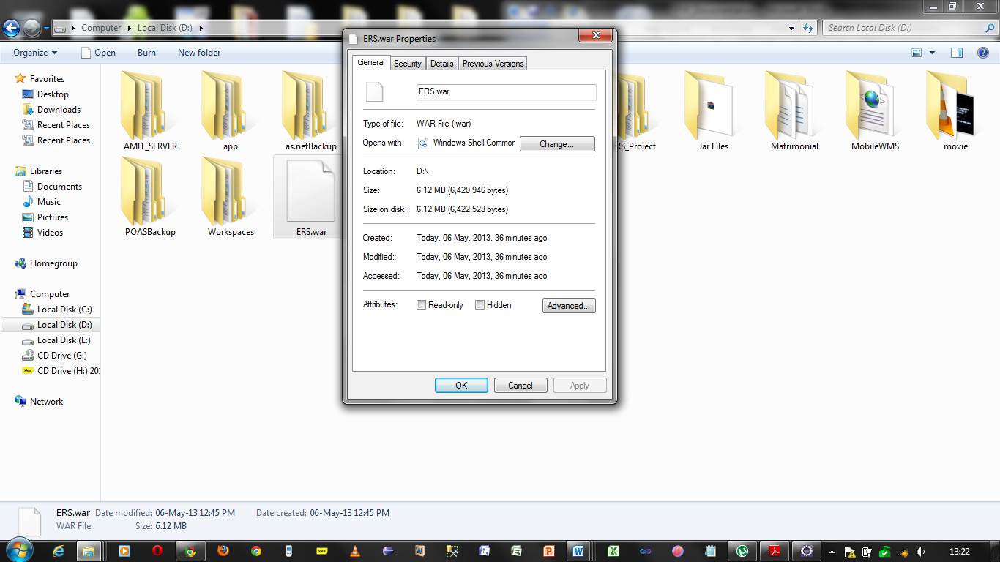 Computer
Local Disk (D:)
Search Local Disk (D:)
Organize
Open
Burn
New folder
Favorites
Desktop
Downloads
Recent Places
Recent Places
Libraries
Documents
Music
Pictures
Videos
Homegroup
Computer
Local Disk (C:)
Local Disk (D:)
Local Disk (E:)
CD Drive (G:)
CD Drive (H:) 20
Network
AMIT_SERVER
app
as.netBackup
RS_Project
Jar Files
Matrimonial
MobileWMS
movie
POASBackup
Workspaces
ERS.war
ERS.war Properties
General
Security
Details
Previous Versions
ERS.war
Type of file: WAR File (.war)
Opens with: Windows Shell Commor
Change...
Location: D:\
Size: 6.12 MB (6,420,946 bytes)
Size on disk: 6.12 MB (6,422,528 bytes)
Created: Today, 06 May, 2013, 36 minutes ago
Modified: Today, 06 May, 2013, 36 minutes ago
Accessed: Today, 06 May, 2013, 36 minutes ago
Attributes: Read-only Hidden
Advanced...
OK
Cancel
Apply
ERS.war Date modified: 06-May-13 12:45 PM Date created: 06-May-13 12:45 PM
WAR File Size: 6.12 MB
13:22